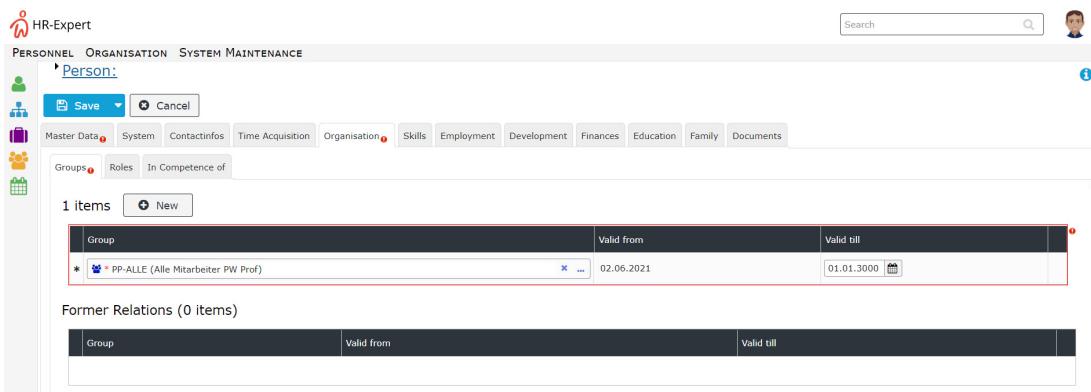 HR-Expert
Search
PERSONNEL ORGANISATION SYSTEM MAINTENANCE
Person:
Save Cancel
Master Data System Contactinfos Time Acquisition Organisation Skills Employment Development Finances Education Family Documents
Groups Roles In Competence of
1 items New
Group Valid from Valid till
* * PP-ALLE (Alle Mitarbeiter PW Prof) × ... 02.06.2021 01.01.3000
Former Relations (0 items)
Group Valid from Valid till